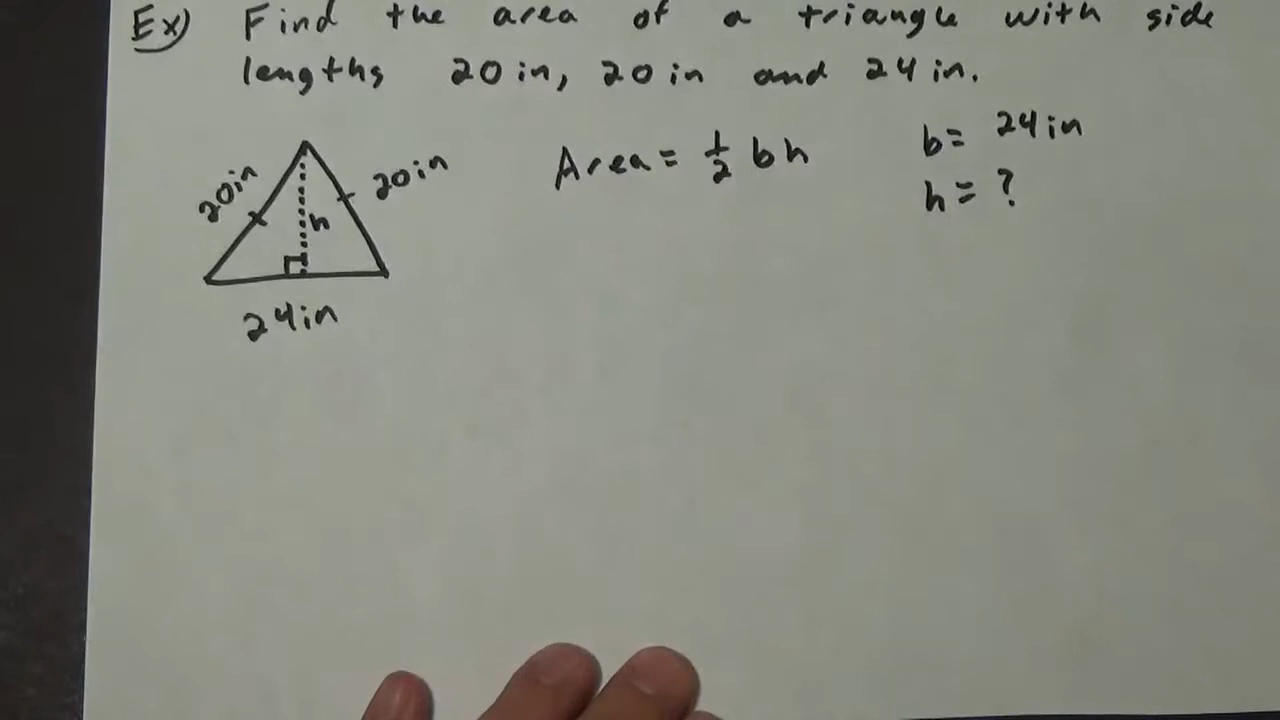 Ex) Find the area of a triangle with side
lengths 20 in, 20 in and 24 in.
20in
20in
h
24in
Area = 1/2 bh
b= 24in
h = ?